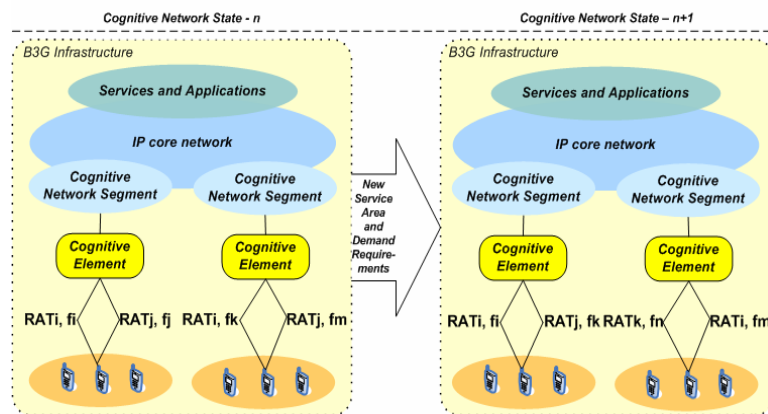 Cognitive Network State - n
Cognitive Network State – n+1
B3G Infrastructure
Services and Applications
IP core network
Cognitive
Network Segment
Cognitive
Network Segment
Cognitive
Element
Cognitive
Element
RATi, fi
RATj, fj
RATi, fk
RATj, fm
New
Service
Area
and
Demand
Require-
ments
B3G Infrastructure
Services and Applications
IP core network
Cognitive
Network Segment
Cognitive
Network Segment
Cognitive
Element
Cognitive
Element
RATi, fi
RATj, fk
RATk, fn
RATi, fm